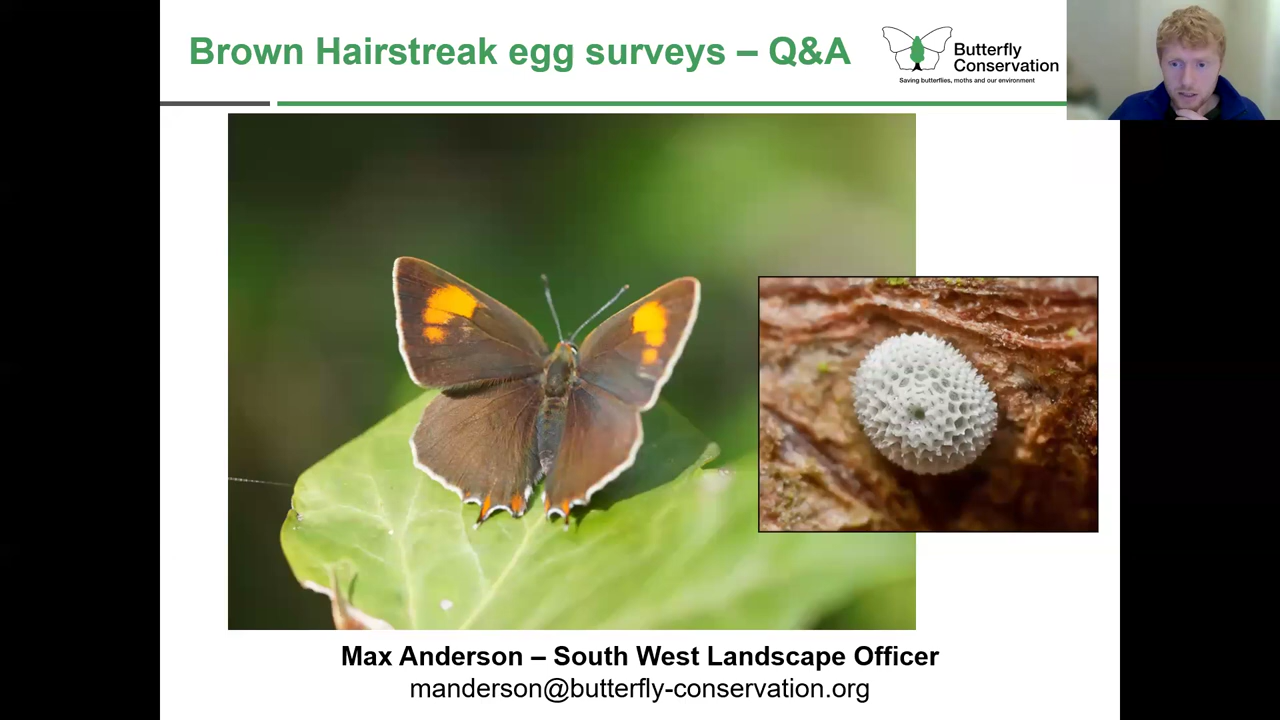 Brown Hairstreak egg surveys – Q&A
Butterfly
Conservation
Saving butterflies, moths and our environment
Max Anderson – South West Landscape Officer
manderson@butterfly-conservation.org